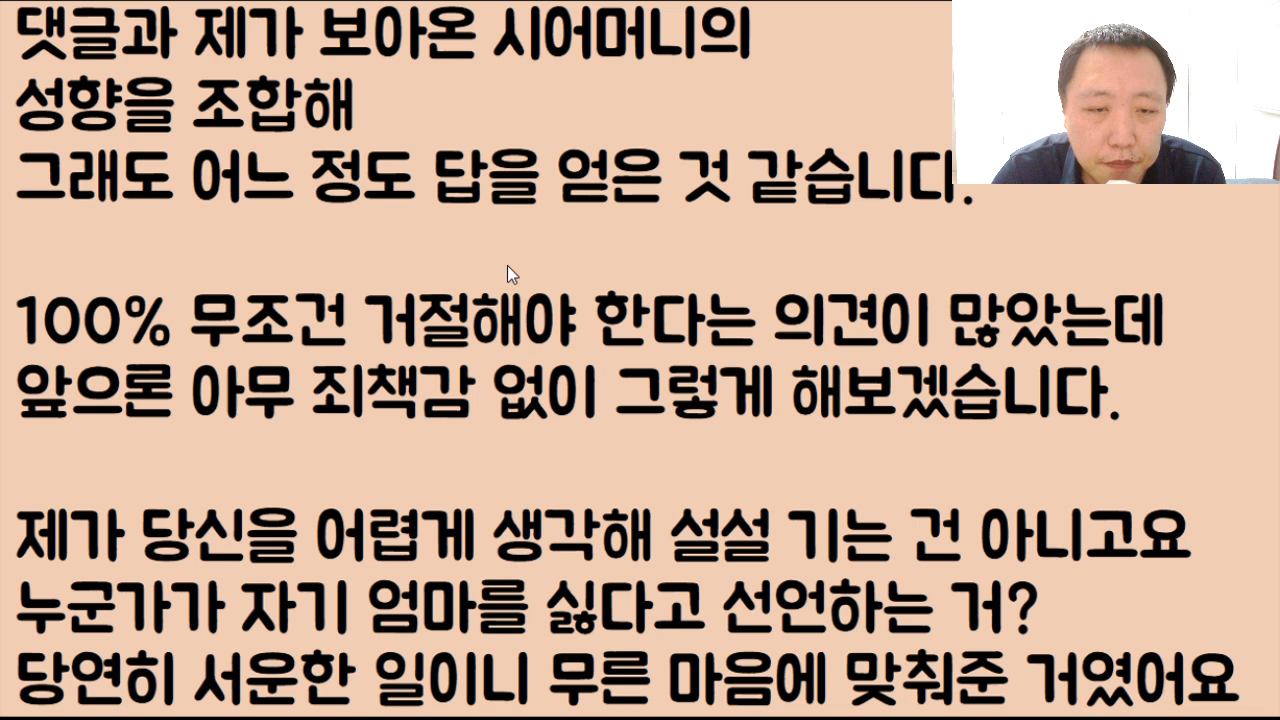 댓글과 제가 보아온 시어머니의
성향을 조합해
그래도 어느 정도 답을 얻은 것 같습니다.
100% 무조건 거절해야 한다는 의견이 많았는데
앞으론 아무 죄책감 없이 그렇게 해보겠습니다.
제가 당신을 어렵게 생각해 설설 기는 건 아니고요
누군가가 자기 엄마를 싫다고 선언하는 거?
당연히 서운한 일이니 무른 마음에 맞춰준 거였어요